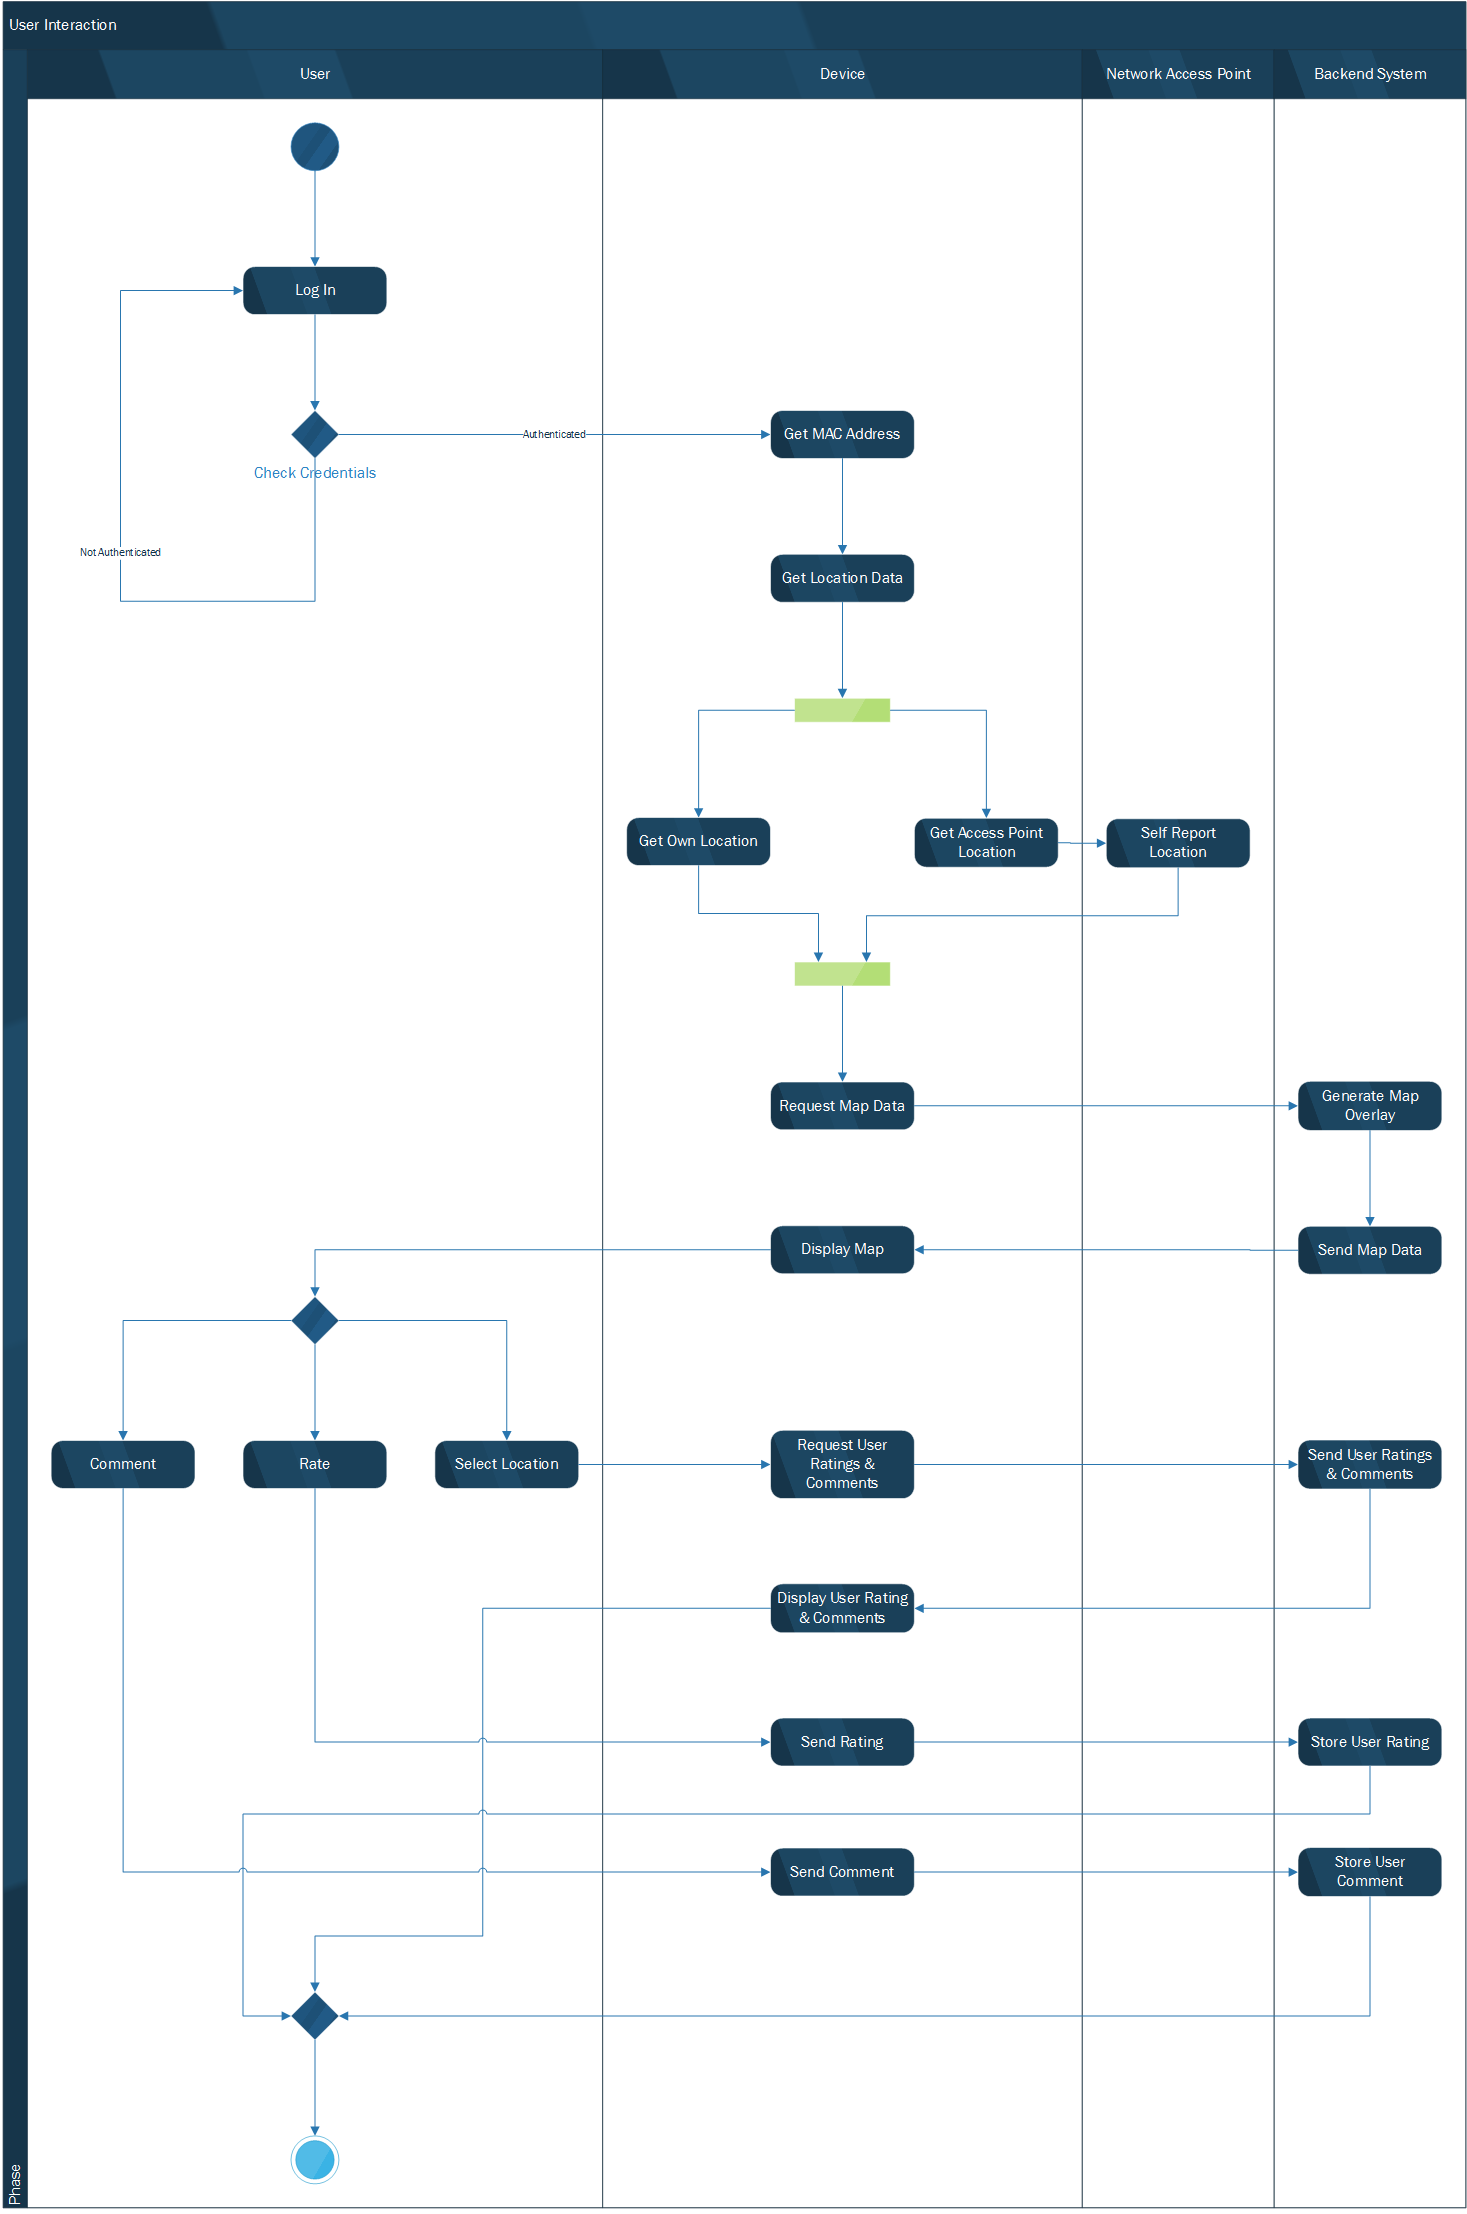 User Interaction
User
Device
Network Access Point
Backend System
Log In
Authenticated
Get MAC Address
Check Credentials
Not Authenticated
Get Location Data
Get Own Location
Get Access Point
Location
Self Report
Location
Request Map Data
Generate Map
Overlay
Display Map
Send Map Data
Comment
Rate
Select Location
Request User
Ratings &
Comments
Send User Ratings
& Comments
Display User Rating
& Comments
Send Rating
Store User Rating
Send Comment
Store User
Comment
Phase